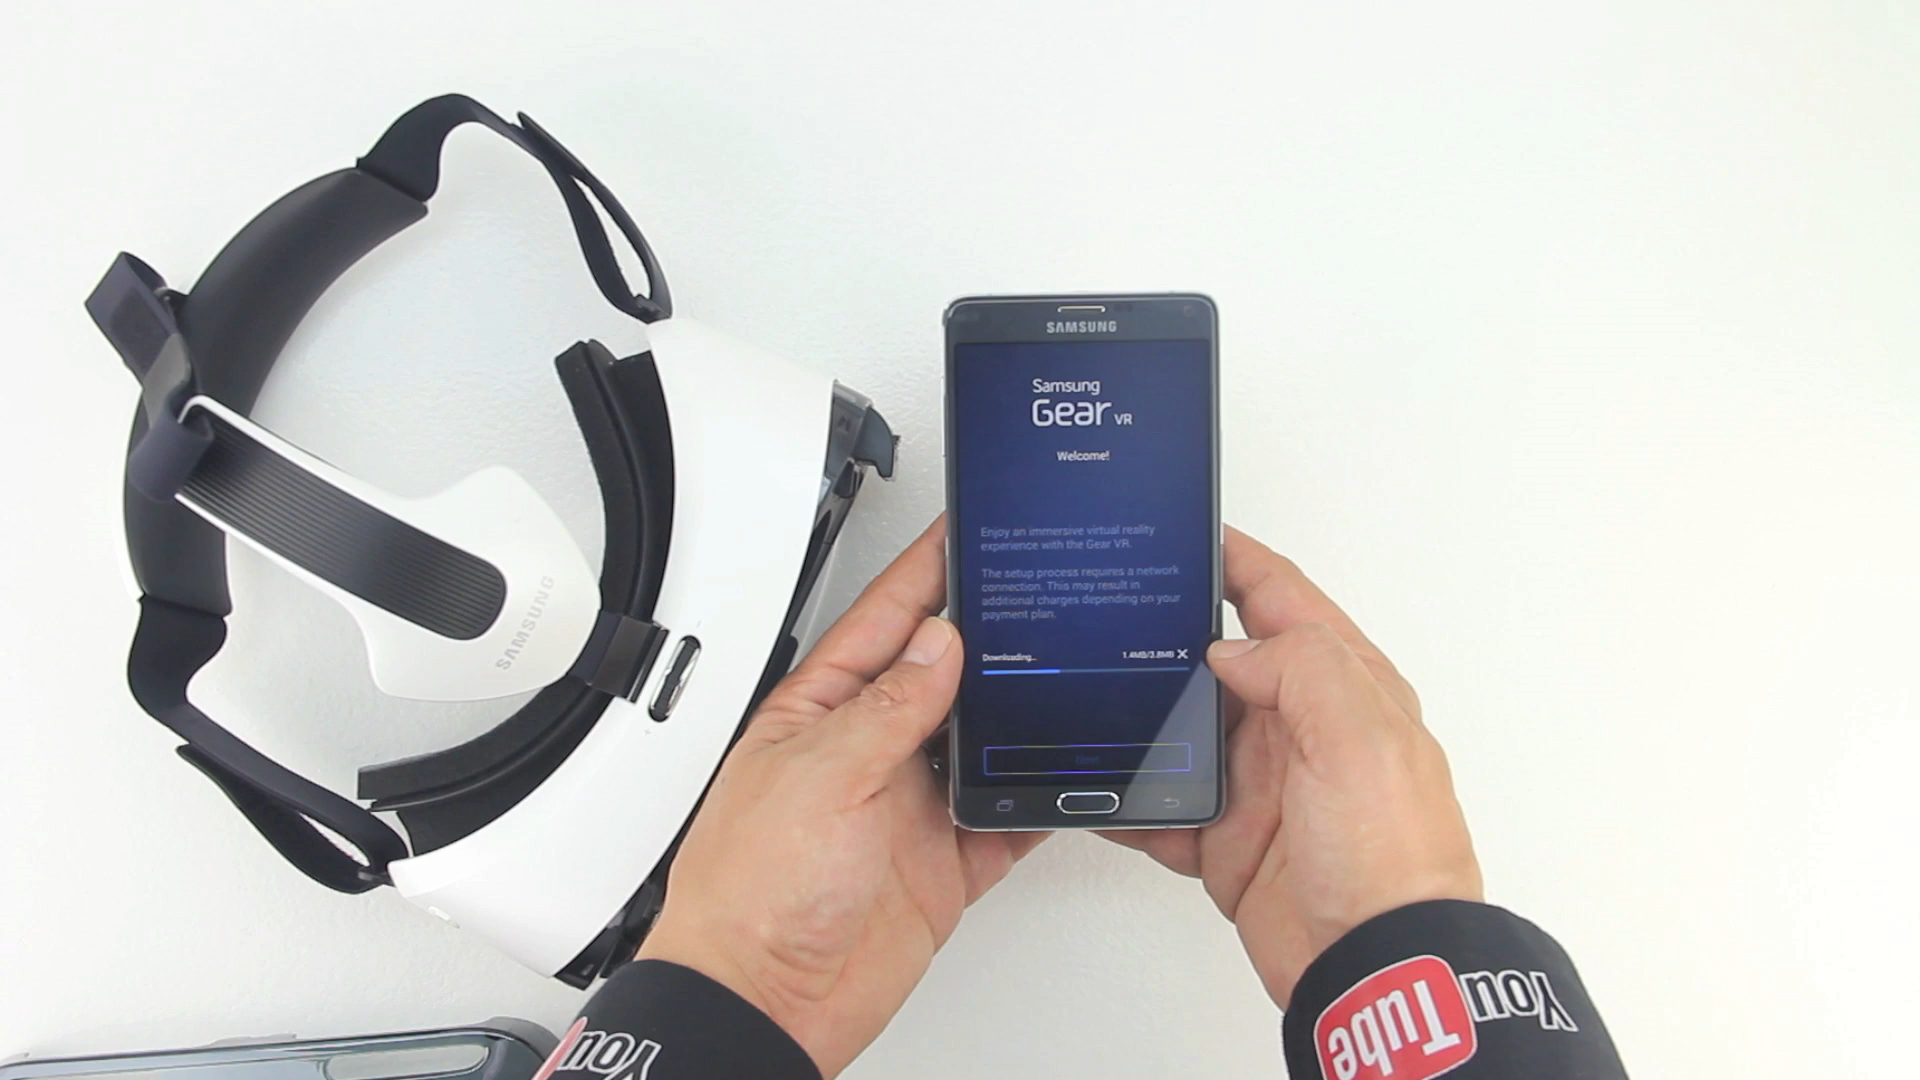 SAMSUNG
Samsung
Gear VR
Welcome!
Enjoy an immersive virtual reality
experience with the Gear VR.
The setup process requires a network
connection. This may result in
additional charges depending on your
payment plan.
Downloading... 1.4MB/3.8MB X
SAMSUNG
You
YouTube